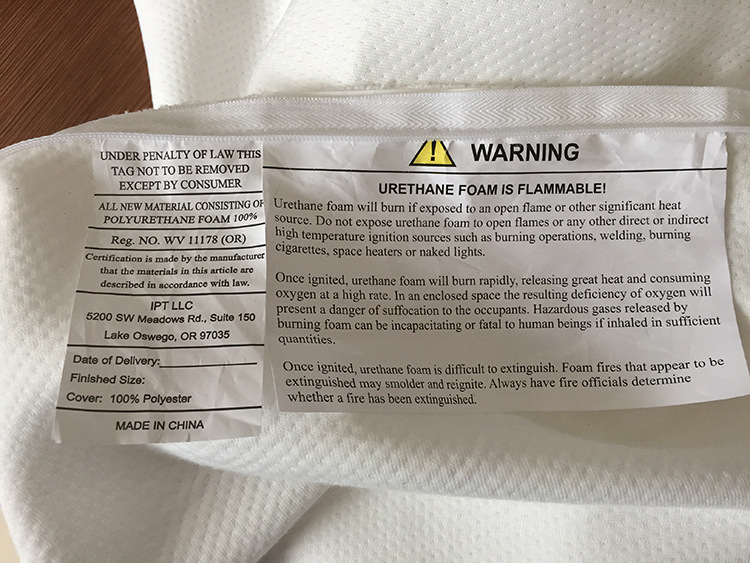 UNDER PENALTY OF LAW THIS
TAG NOT TO BE REMOVED
EXCEPT BY CONSUMER
ALL NEW MATERIAL CONSISTING OF
POLYURETHANE FOAM 100%
Reg. NO. WV 11178 (OR)
Certification is made by the manufacturer
that the materials in this article are
described in accordance with law.
IPT LLC
5200 SW Meadows Rd., Suite 150
Lake Oswego, OR 97035
Date of Delivery:
Finished Size:
Cover: 100% Polyester
MADE IN CHINA
WARNING
URETHANE FOAM IS FLAMMABLE!
Urethane foam will burn if exposed to an open flame or other significant heat
source. Do not expose urethane foam to open flames or any other direct or indirect
high temperature ignition sources such as burning operations, welding, burning
cigarettes, space heaters or naked lights.
Once ignited, urethane foam will burn rapidly, releasing great heat and consuming
oxygen at a high rate. In an enclosed space the resulting deficiency of oxygen will
present a danger of suffocation to the occupants. Hazardous gases released by
burning foam can be incapacitating or fatal to human beings if inhaled in sufficient
quantities.
Once ignited, urethane foam is difficult to extinguish. Foam fires that appear to be
extinguished may smolder and reignite. Always have fire officials determine
whether a fire has been extinguished.